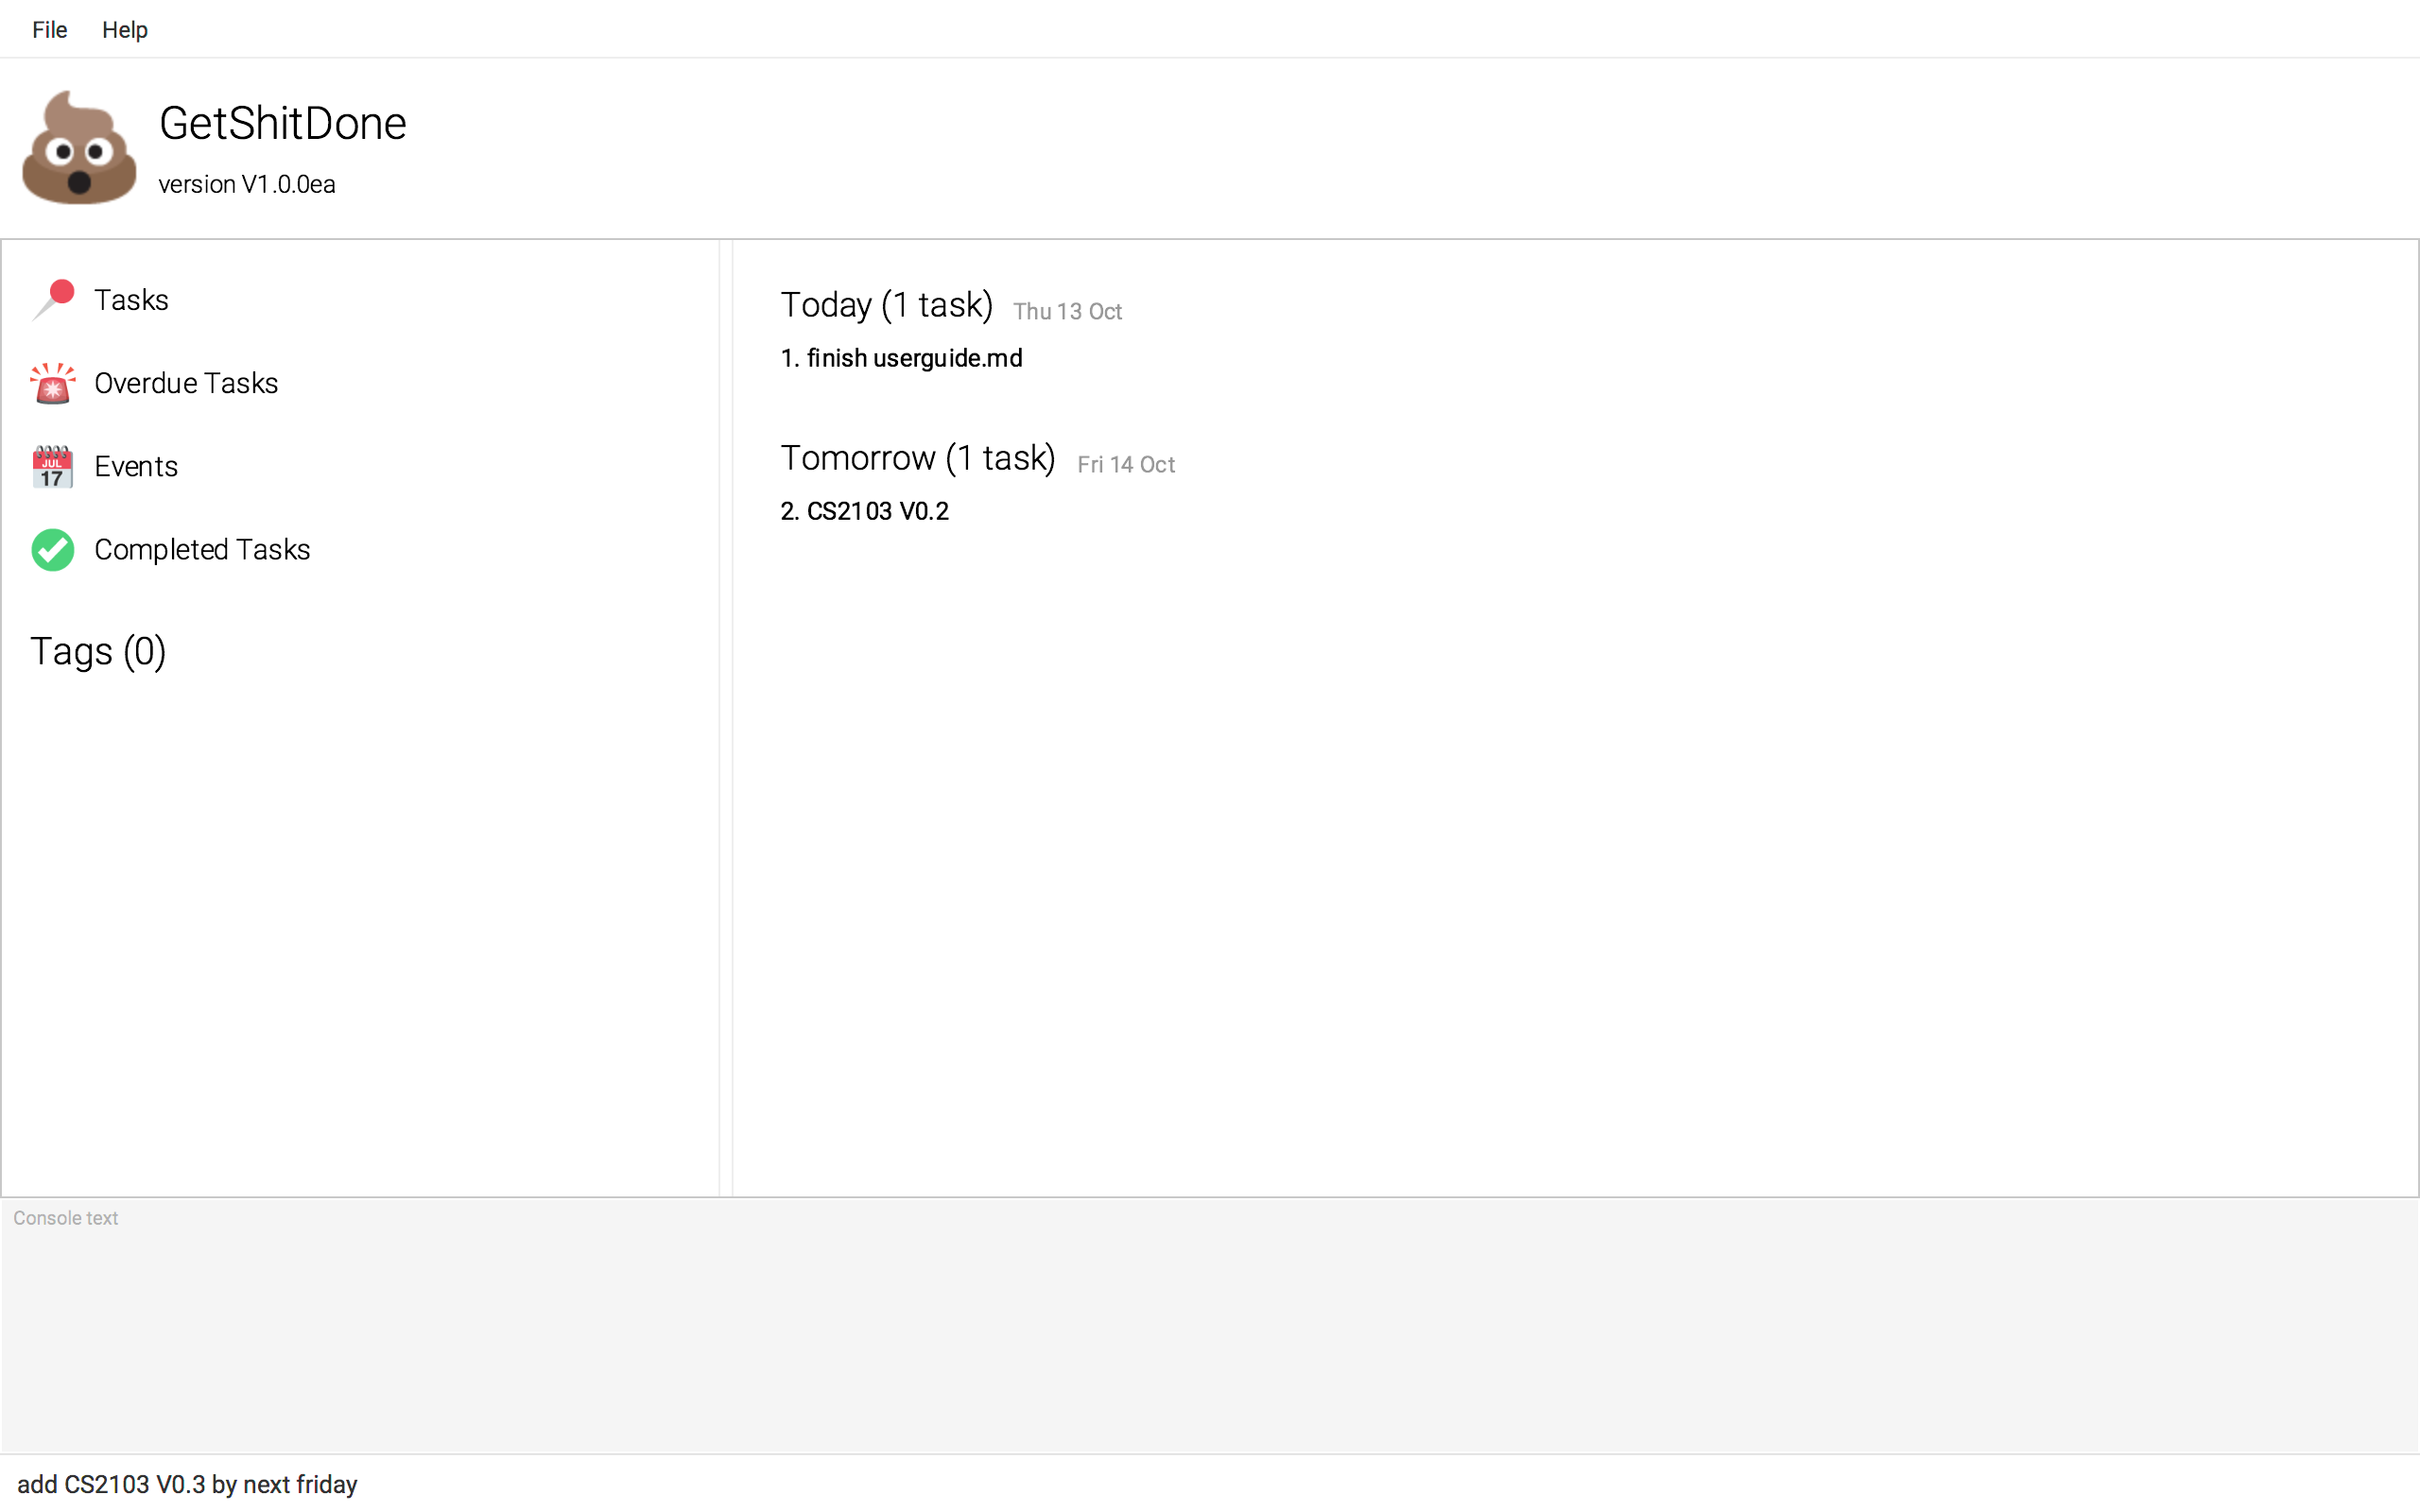 File Help
GetShitDone
version V1.0.0ea
Tasks
Overdue Tasks
JUL
17
Events
Completed Tasks
Tags (0)
Today (1 task) Thu 13 Oct
1. finish userguide.md
Tomorrow (1 task) Fri 14 Oct
2. CS2103 V0.2
Console text
add CS2103 V0.3 by next friday